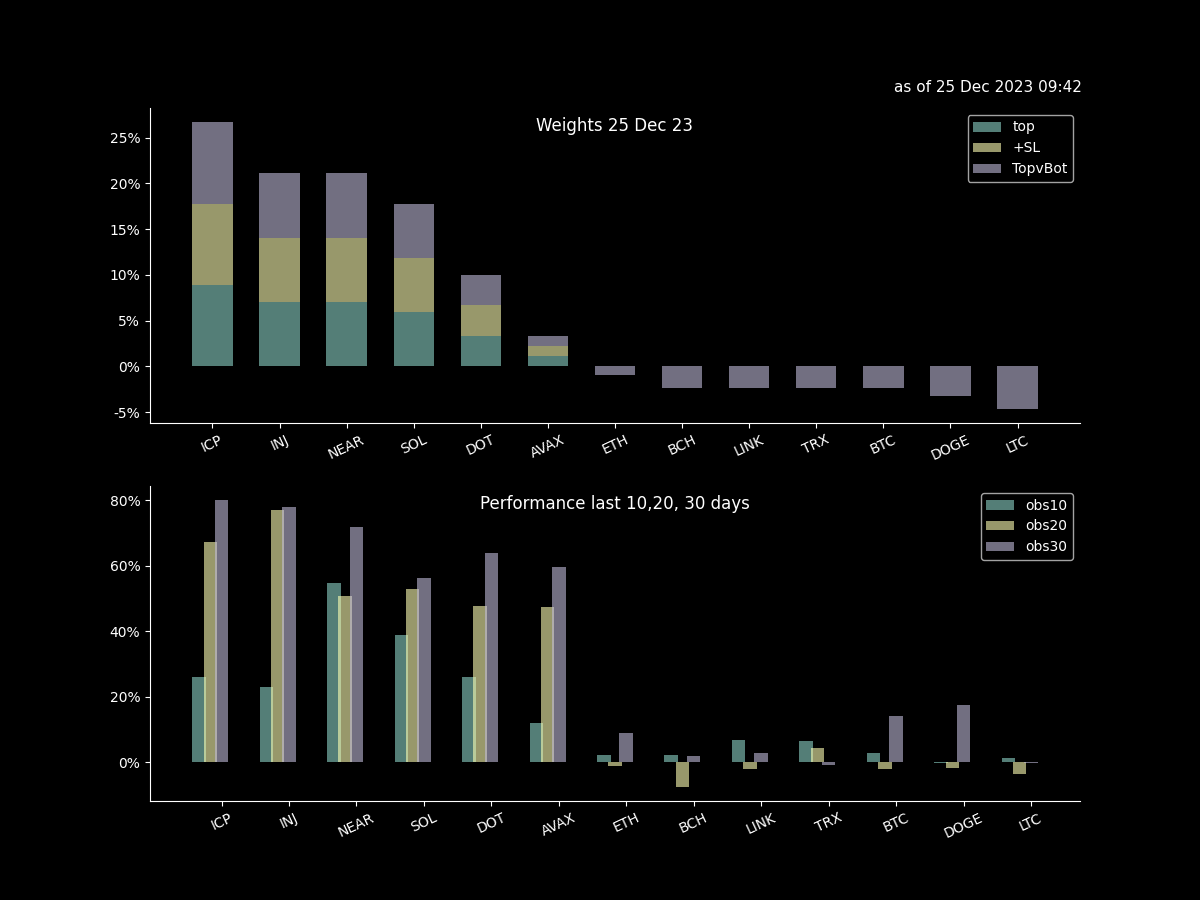 as of 25 Dec 2023 09:42
Weights 25 Dec 23
top
+SL
TopvBot
25%
20%
15%
10%
5%
0%
-5%
ICP INJ NEAR SOL DOT AVAX ETH BCH LINK TRX BTC DOGE LTC
Performance last 10,20, 30 days
obs10
obs20
obs30
80%
60%
40%
20%
0%
ICP INJ NEAR SOL DOT AVAX ETH BCH LINK TRX BTC DOGE LTC